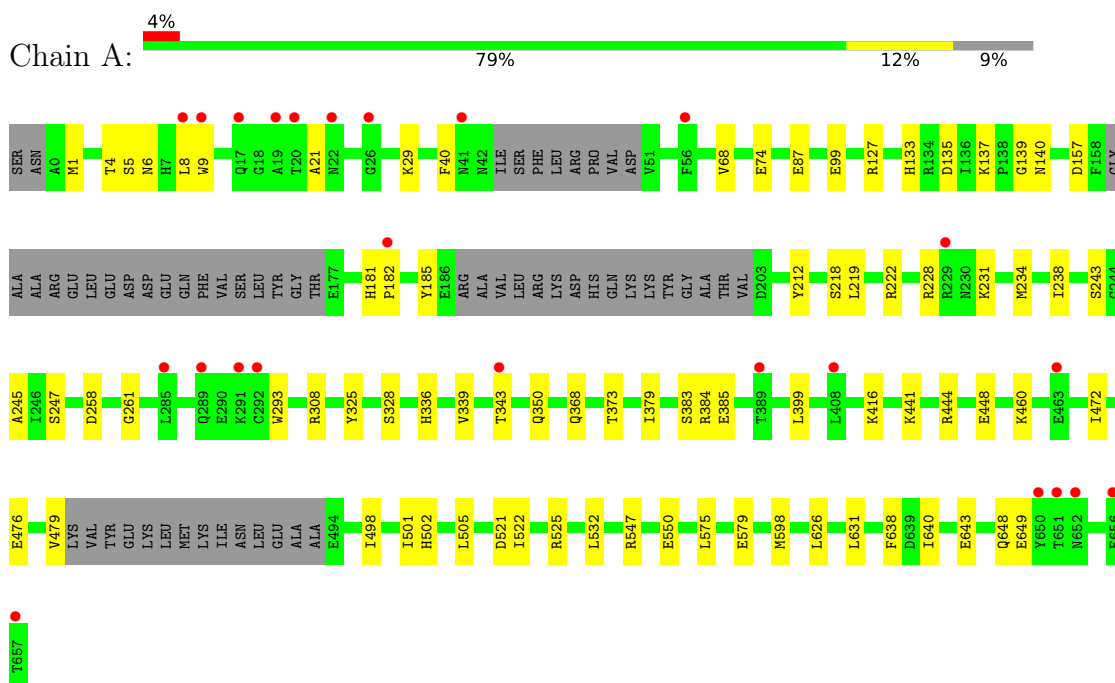 4%
Chain A:
79% 12% 9%
SER ASN A0 M1 T4 S5 N6 H7 L8 W9 Q17 G18 A19 T20 A21 N22 G26 K29 F40 N41 N42 ILE SER PHE LEU ARG PRO VAL ASP V51 F56 V68 E74 E87 E99 R127 H133 R134 D135 I136 K137 P138 G139 N140 D157 F158 GLY
ALA ALA ARG GLU LEU GLU ASP ASP GLU GLN PHE VAL SER LEU TYR GLY THR E177 H181 P182 Y185 E186 ARG ALA VAL LEU ARG LYS ASP HIS GLN LYS LYS TYR GLY ALA THR VAL D203 Y212 S218 L219 R222 R228 R229 N230 K231 M234 I238 S243 C244
A245 I246 S247 D258 G261 L285 Q289 E290 K291 C292 W293 R308 Y325 S328 H336 V339 T343 Q350 Q368 T373 I379 S383 R384 E385 T389 L399 L408 K416 K441 R444 E448 K460 E463 I472
E476 V479 LYS VAL TYR GLU LYS LEU MET LYS ILE ASN LEU GLU ALA ALA E494 I498 I501 H502 L505 D521 I522 R525 L532 R547 E550 L575 E579 M598 L626 L631 F638 D639 I640 E643 Q648 E649 Y650 T651 N652
T657